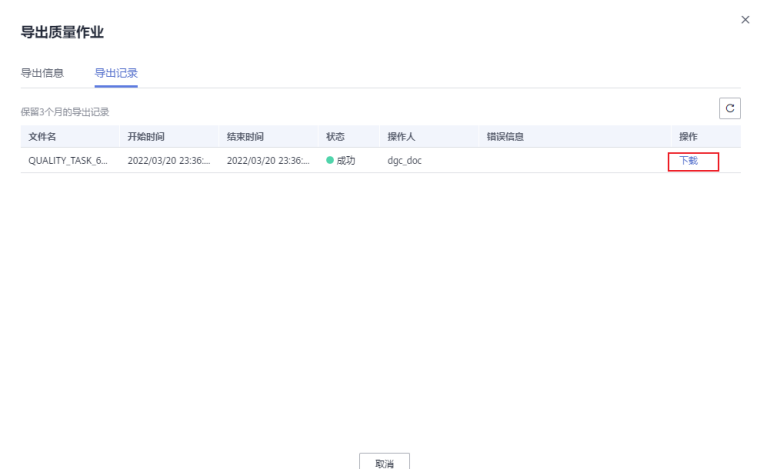 导出质量作业
导出信息 导出记录
保留3个月的导出记录
文件名 开始时间 结束时间 状态 操作人 错误信息 操作
QUALITY_TASK_6... 2022/03/20 23:36:... 2022/03/20 23:36:... 成功 dgc_doc 下载
取消